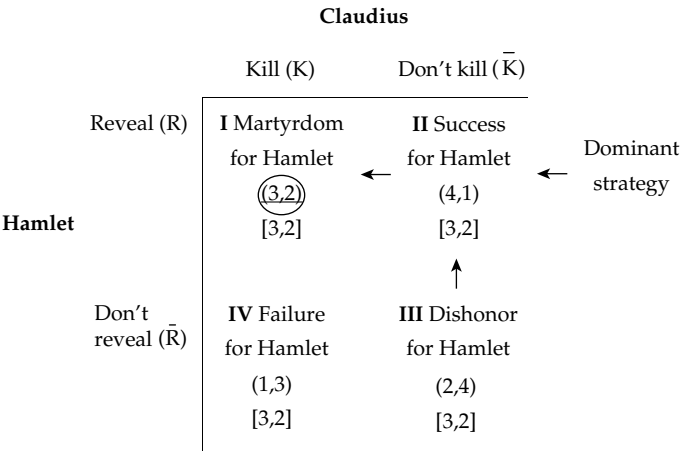 Claudius
Kill (K) Don't kill (K̄)
Reveal (R)
I Martyrdom
for Hamlet
(3,2)
[3,2]
II Success
for Hamlet
(4,1)
[3,2]
Dominant
strategy
Hamlet
Don't
reveal (R̄)
IV Failure
for Hamlet
(1,3)
[3,2]
III Dishonor
for Hamlet
(2,4)
[3,2]